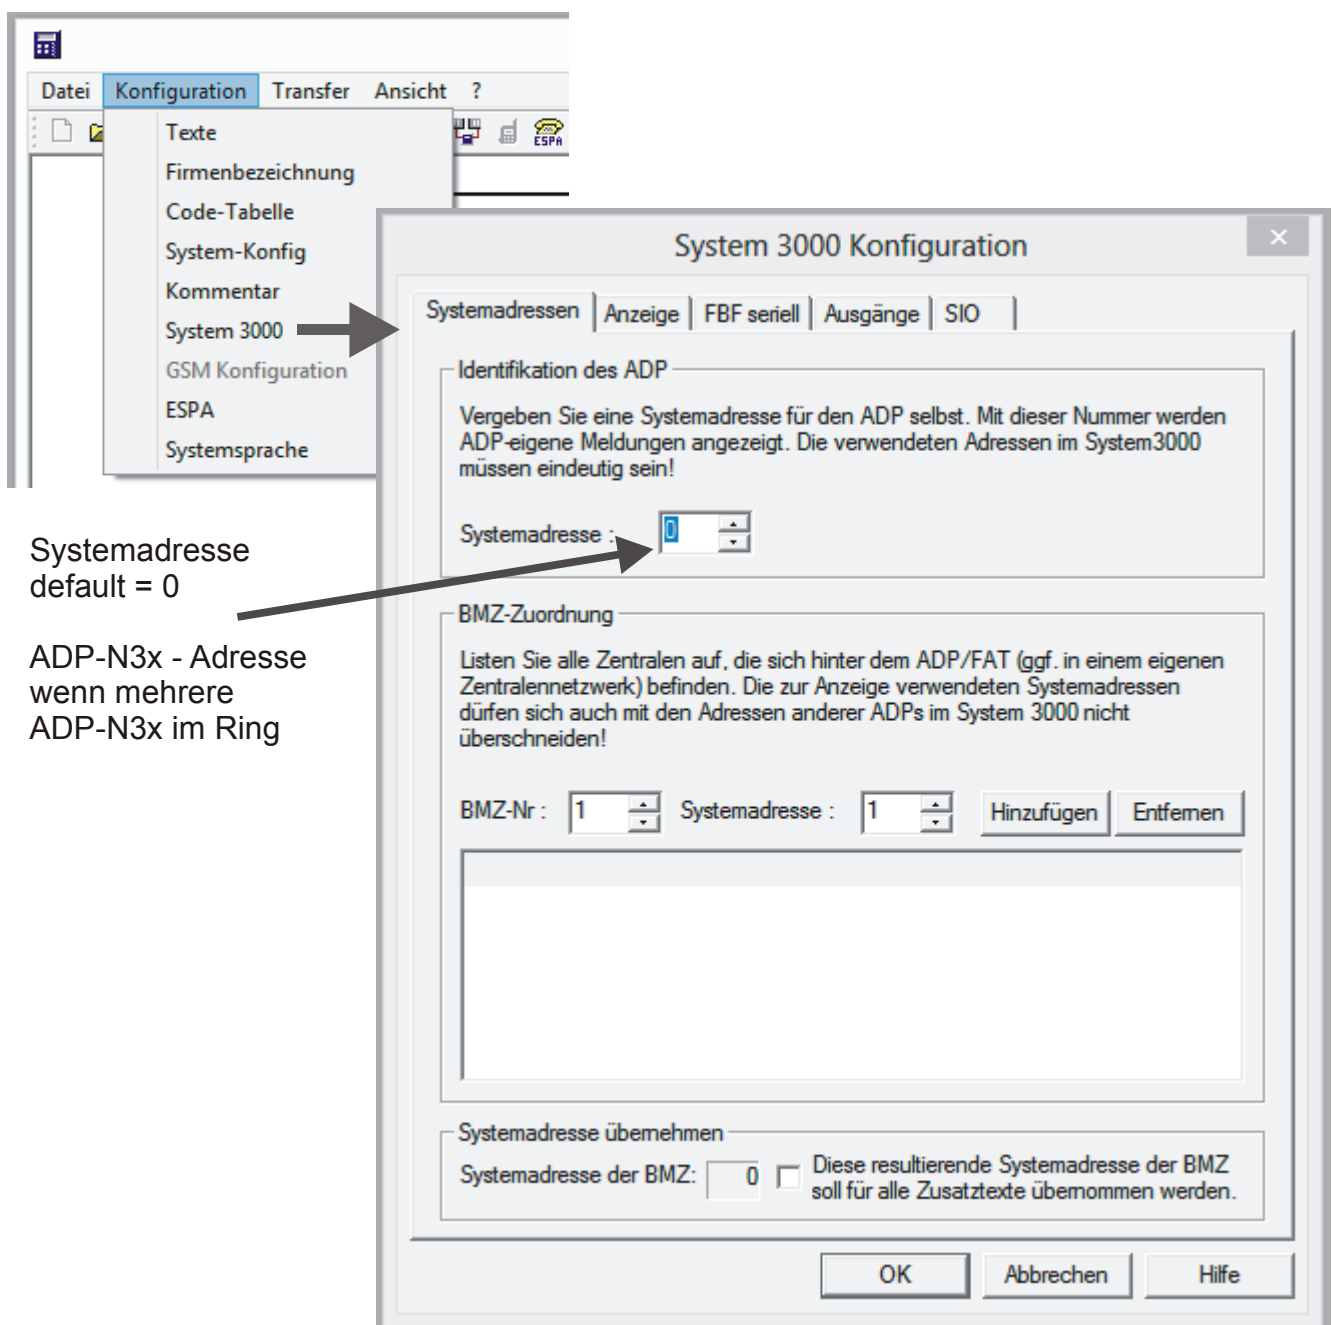 Datei Konfiguration Transfer Ansicht ?
Texte
ESPA
Firmenbezeichnung
Code-Tabelle
System-Konfig
Kommentar
System 3000
GSM Konfiguration
ESPA
Systemsprache
System 3000 Konfiguration
Systemadressen Anzeige FBF seriell Ausgänge SIO
Identifikation des ADP
Vergeben Sie eine Systemadresse für den ADP selbst. Mit dieser Nummer werden
ADP-eigene Meldungen angezeigt. Die verwendeten Adressen im System3000
müssen eindeutig sein!
Systemadresse : 0
Systemadresse
default = 0
ADP-N3x - Adresse
wenn mehrere
ADP-N3x im Ring
BMZ-Zuordnung
Listen Sie alle Zentralen auf, die sich hinter dem ADP/FAT (ggf. in einem eigenen
Zentralennetzwerk) befinden. Die zur Anzeige verwendeten Systemadressen
dürfen sich auch mit den Adressen anderer ADPs im System 3000 nicht
überschneiden!
BMZ-Nr : 1 Systemadresse : 1 Hinzufügen Entfernen
Systemadresse übernehmen
Systemadresse der BMZ: 0 Diese resultierende Systemadresse der BMZ
soll für alle Zusatztexte übernommen werden.
OK Abbrechen Hilfe